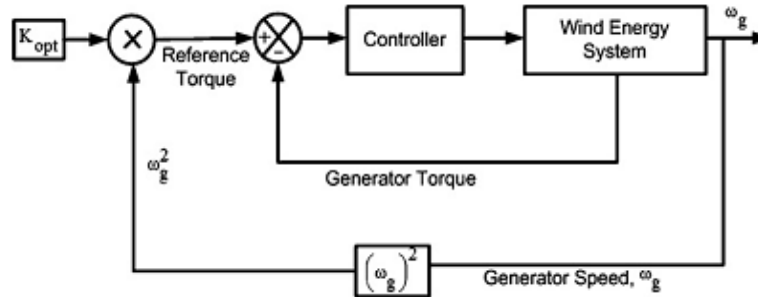 ω_g
K_opt
×
Reference
Torque
+
−
Controller
Wind Energy
System
ω_g^2
Generator Torque
(ω_g)^2
Generator Speed, ω_g